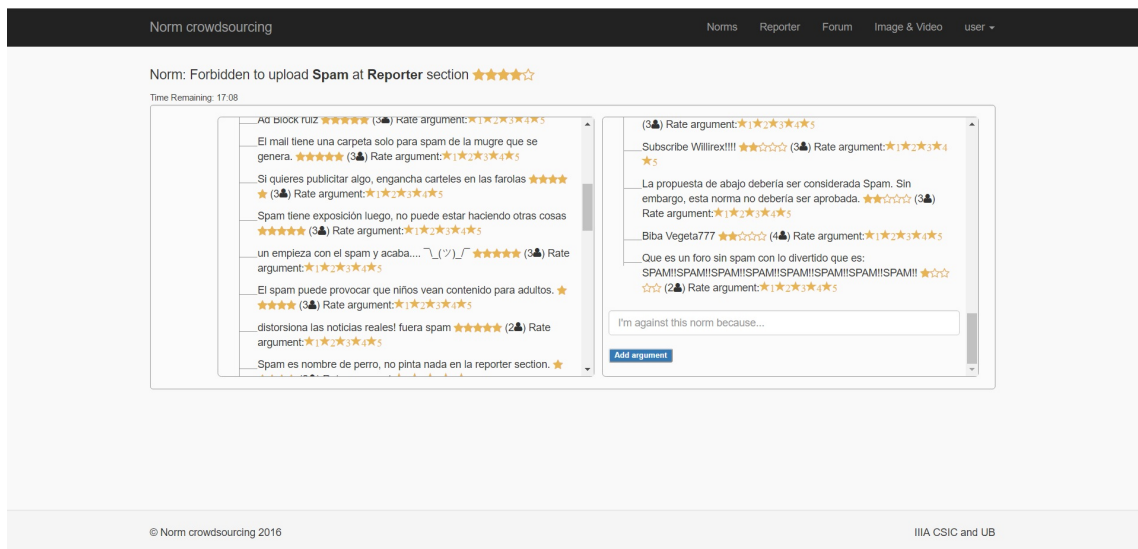 Norm crowdsourcing
Norms Reporter Forum Image & Video user
Norm: Forbidden to upload Spam at Reporter section ★★★★☆
Time Remaining: 17:08
Ad Block ruiz ★★★★★ (3) Rate argument:★1★2★3★4★5
El mail tiene una carpeta solo para spam de la mugre que se
genera. ★★★★★ (3) Rate argument:★1★2★3★4★5
Si quieres publicitar algo, engancha carteles en las farolas ★★★★
★ (3) Rate argument:★1★2★3★4★5
Spam tiene exposición luego, no puede estar haciendo otras cosas
★★★★★ (3) Rate argument:★1★2★3★4★5
un empieza con el spam y acaba.... ¯\_(ツ)_/¯ ★★★★★ (3) Rate
argument:★1★2★3★4★5
El spam puede provocar que niños vean contenido para adultos. ★
★★★★ (3) Rate argument:★1★2★3★4★5
distorsiona las noticias reales! fuera spam ★★★★★ (2) Rate
argument:★1★2★3★4★5
Spam es nombre de perro, no pinta nada en la reporter section. ★
(3) Rate argument:★1★2★3★4★5
Subscribe Willirex!!!! ★★☆☆☆ (3) Rate argument:★1★2★3★4
★5
La propuesta de abajo debería ser considerada Spam. Sin
embargo, esta norma no debería ser aprobada. ★★☆☆☆ (3)
Rate argument:★1★2★3★4★5
Biba Vegeta777 ★★☆☆☆ (4) Rate argument:★1★2★3★4★5
Que es un foro sin spam con lo divertido que es:
SPAM!!SPAM!!SPAM!!SPAM!!SPAM!!SPAM!!SPAM!!SPAM!! ★☆☆
☆☆ (2) Rate argument:★1★2★3★4★5
I'm against this norm because...
Add argument
© Norm crowdsourcing 2016
IIIA CSIC and UB